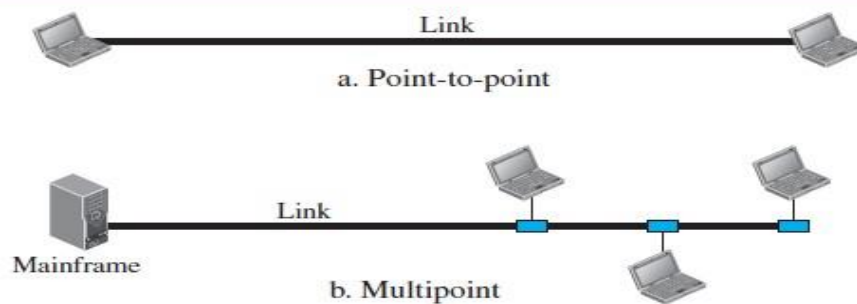 Link
a. Point-to-point
Link
Mainframe
b. Multipoint